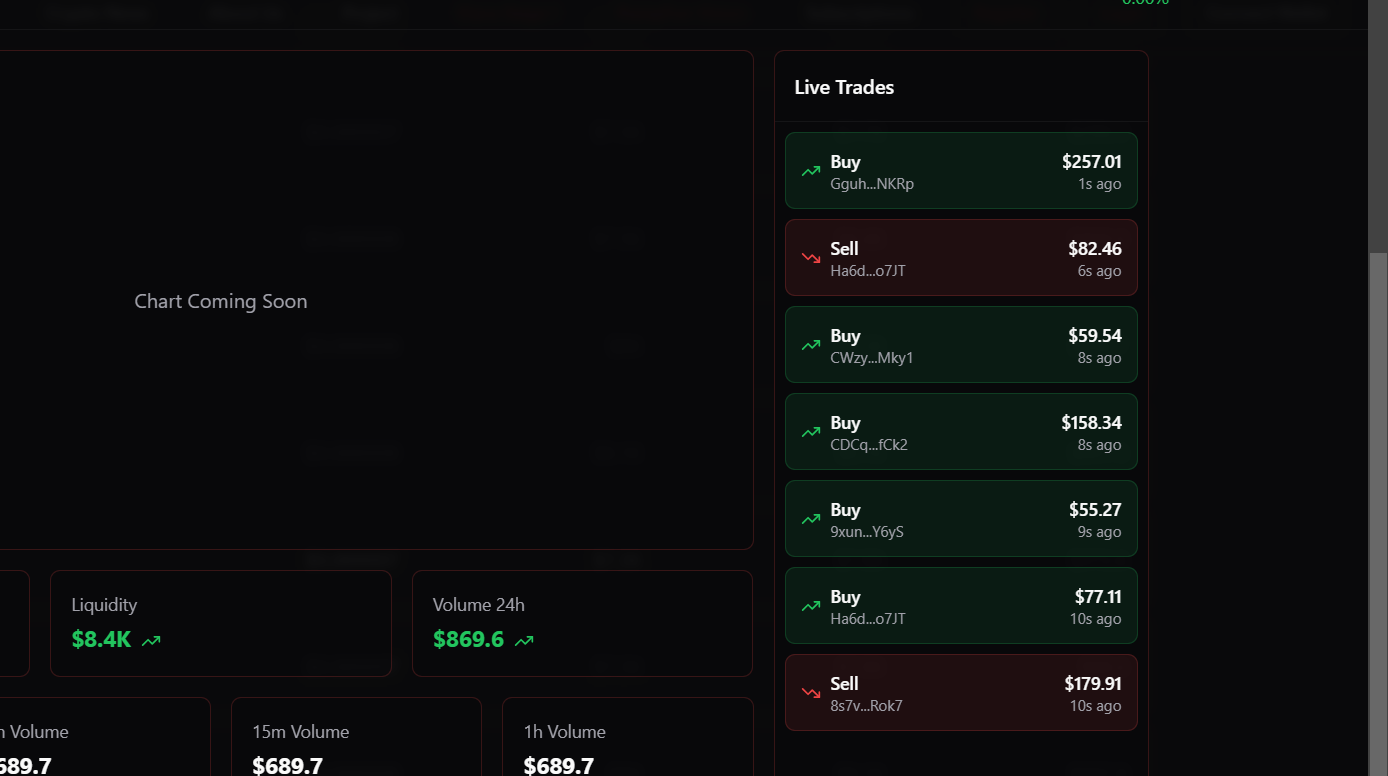 0.00%
Chart Coming Soon
Liquidity
$8.4K
Volume 24h
$869.6
Volume
689.7
15m Volume
$689.7
1h Volume
$689.7
Live Trades
Buy
$257.01
Gguh...NKRp
1s ago
Sell
$82.46
Ha6d...o7JT
6s ago
Buy
$59.54
CWzy...Mky1
8s ago
Buy
$158.34
CDCq...fCk2
8s ago
Buy
$55.27
9xun...Y6yS
9s ago
Buy
$77.11
Ha6d...o7JT
10s ago
Sell
$179.91
8s7v...Rok7
10s ago